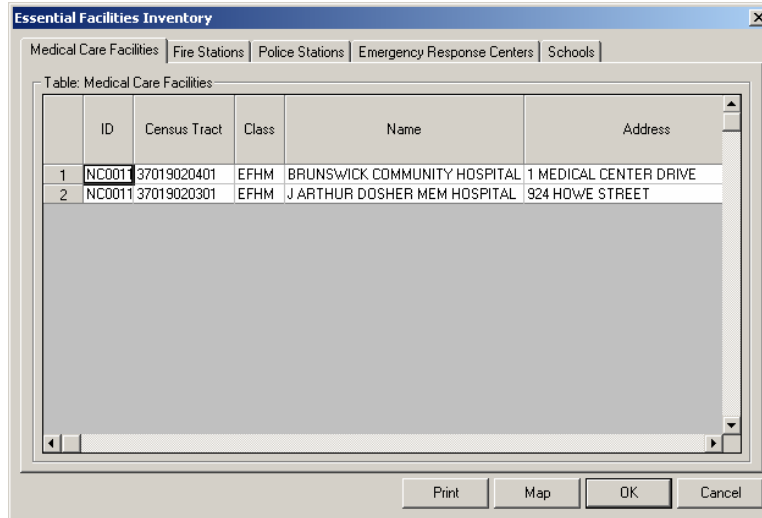 Essential Facilities Inventory
Medical Care Facilities Fire Stations Police Stations Emergency Response Centers Schools
Table: Medical Care Facilities
ID Census Tract Class Name Address
1 NC0011 37019020401 EFHM BRUNSWICK COMMUNITY HOSPITAL 1 MEDICAL CENTER DRIVE
2 NC0011 37019020301 EFHM J ARTHUR DOSHER MEM HOSPITAL 924 HOWE STREET
Print Map OK Cancel